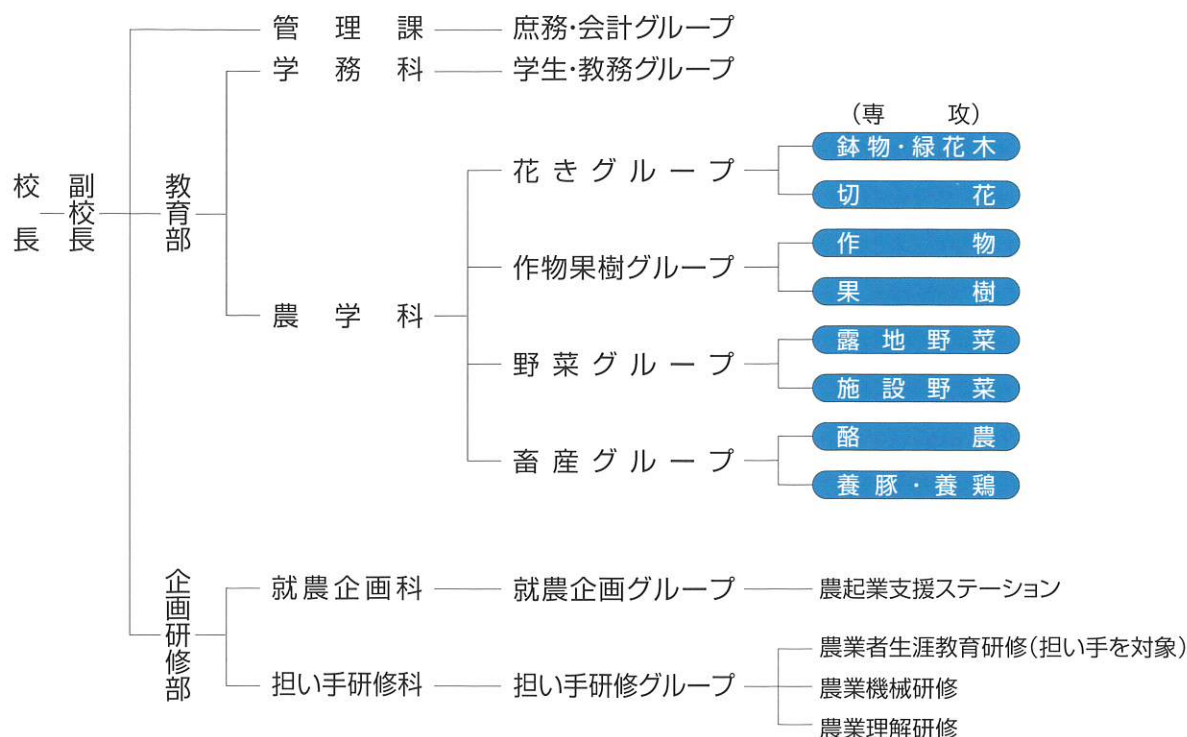 校長
副校長
管理課
庶務・会計グループ
教育部
学務科
学生・教務グループ
農学科
(専攻)
花きグループ
鉢物・緑花木
切花
作物果樹グループ
作物
果樹
野菜グループ
露地野菜
施設野菜
畜産グループ
酪農
養豚・養鶏
企画研修部
就農企画科
就農企画グループ
農起業支援ステーション
担い手研修科
担い手研修グループ
農業者生涯教育研修(担い手を対象)
農業機械研修
農業理解研修